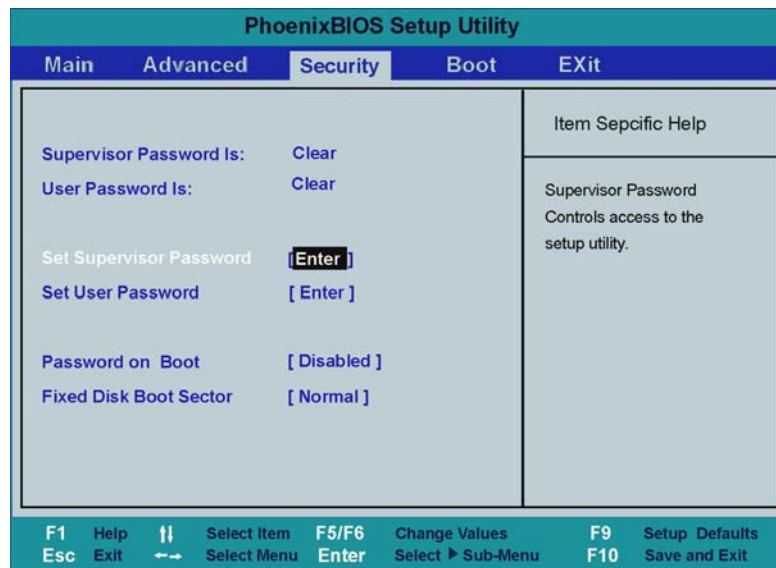 PhoenixBIOS Setup Utility
Main Advanced Security Boot EXit
Item Sepcific Help
Supervisor Password Is: Clear
User Password Is: Clear
Supervisor Password
Controls access to the
setup utility.
Set Supervisor Password [Enter ]
Set User Password [ Enter ]
Password on Boot [ Disabled ]
Fixed Disk Boot Sector [ Normal ]
F1 Help ↑↓ Select Item F5/F6 Change Values F9 Setup Defaults
Esc Exit ←→ Select Menu Enter Select ▶ Sub-Menu F10 Save and Exit